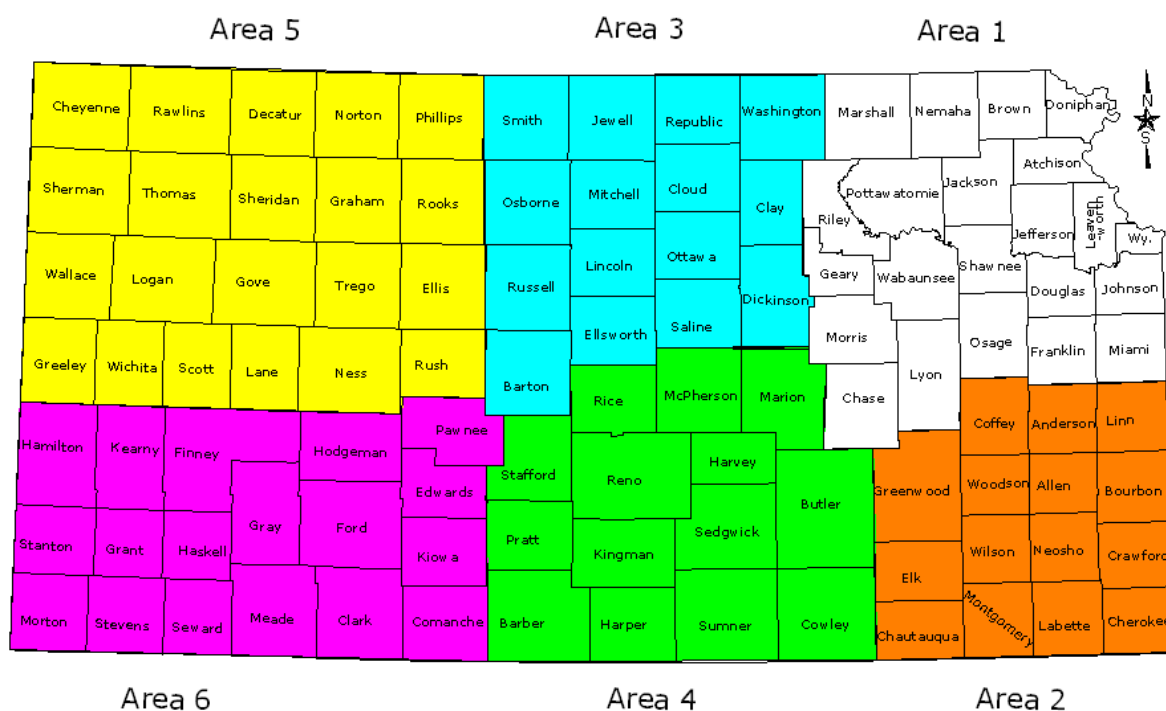 Area 5 Area 3 Area 1
N
S
Cheyenne Rawlins Decatur Norton Phillips Smith Jewell Republic Washington Marshall Nemaha Brown Doniphan
Atchison
Sherman Thomas Sheridan Graham Rooks Osborne Mitchell Cloud Clay Riley Pottawatomie Jackson Jefferson Leaven
-worth Wy.
Wallace Logan Gove Trego Ellis Russell Lincoln Ottawa Dickinson Geary Wabaunsee Shawnee Douglas Johnson
Greeley Wichita Scott Lane Ness Rush Barton Ellsworth Saline Morris Lyon Osage Franklin Miami
Rice McPherson Marion Chase
Hamilton Kearny Finney Hodgeman Pawnee Stafford Reno Harvey Butler Coffey Anderson Linn
Gray Ford Edwards Sedgwick Greenwood Woodson Allen Bourbon
Stanton Grant Haskell Kiowa Pratt Kingman Elk Wilson Neosho Crawford
Morton Stevens Seward Meade Clark Comanche Barber Harper Sumner Cowley Chautauqua Montgomery Labette Cherokee
Area 6 Area 4 Area 2